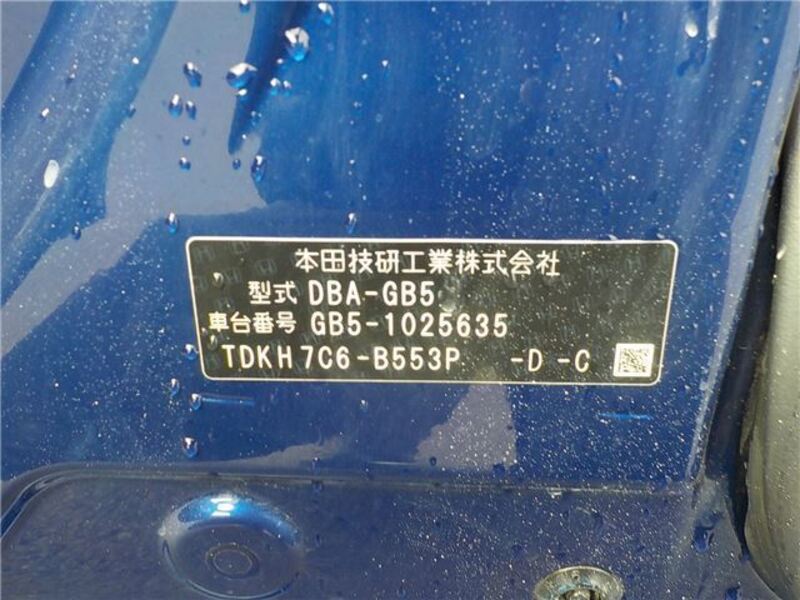 本田技研工業株式会社
型式 DBA-GB5
車台番号 GB5-1025635
TDKH7C6-B553P -D -C